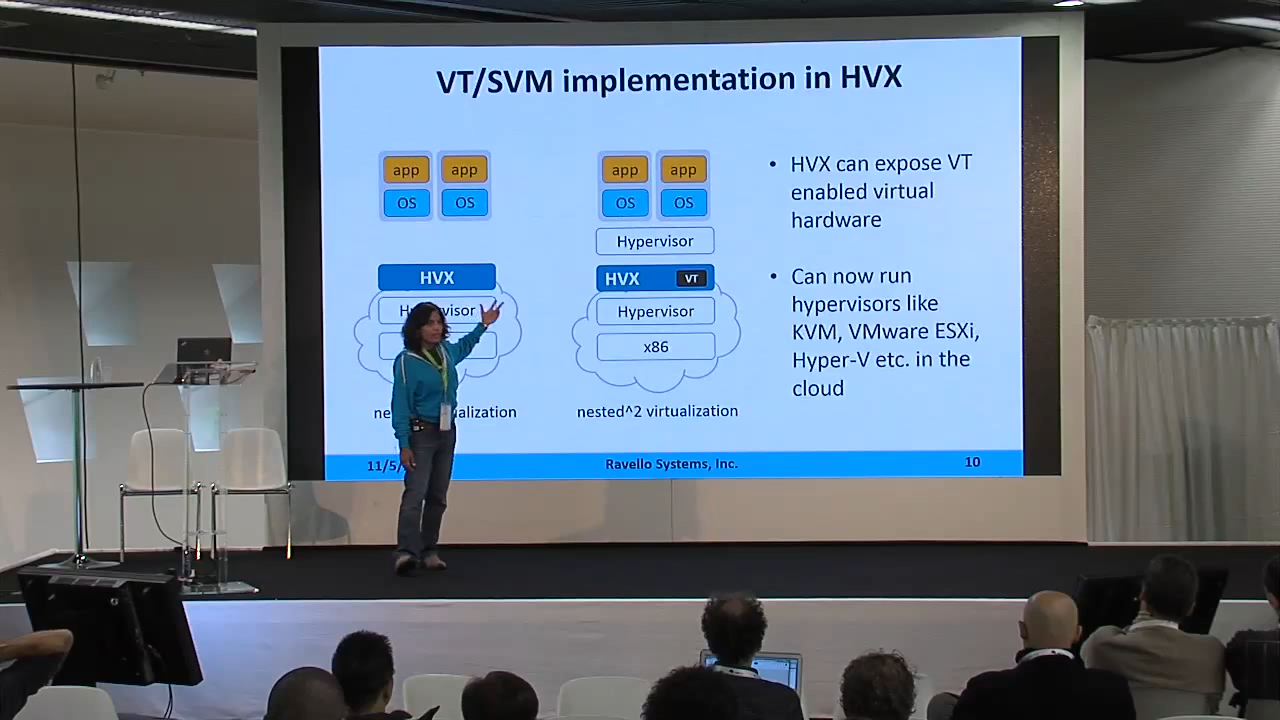 VT/SVM implementation in HVX
app app
OS OS
HVX
app app
OS OS
Hypervisor
HVX VT
Hypervisor
x86
nested^2 virtualization
• HVX can expose VT
enabled virtual
hardware
• Can now run
hypervisors like
KVM, VMware ESXi,
Hyper-V etc. in the
cloud
11/5/
Ravello Systems, Inc.
10